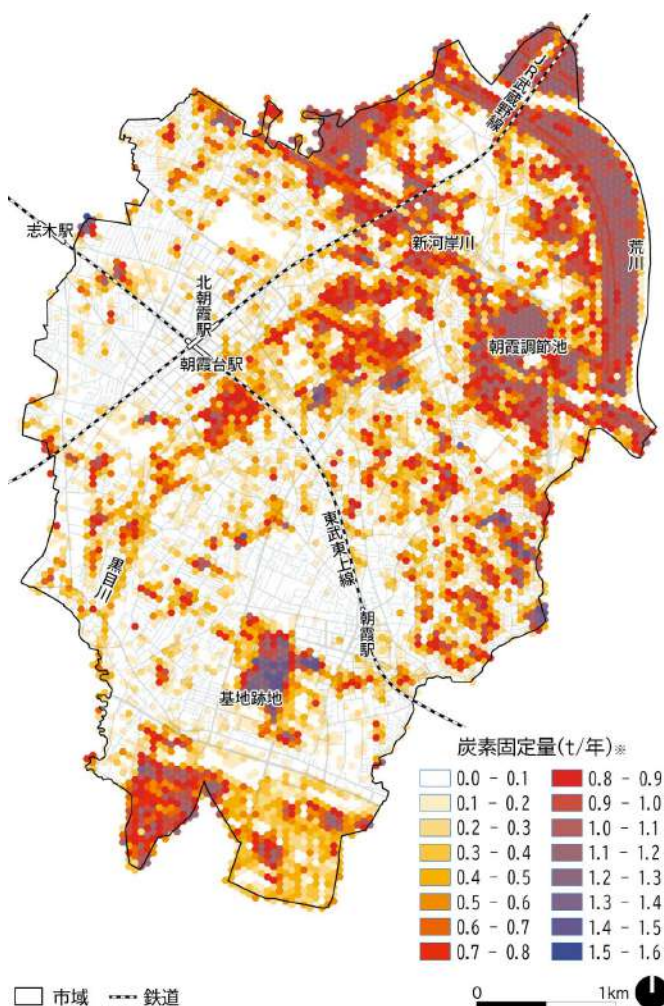 JR武蔵野線
荒川
志木駅
新河岸川
北朝霞駅
朝霞調節池
朝霞台駅
東武東上線
黒目川
朝霞駅
基地跡地
炭素固定量(t/年)※
0.0 - 0.1
0.1 - 0.2
0.2 - 0.3
0.3 - 0.4
0.4 - 0.5
0.5 - 0.6
0.6 - 0.7
0.7 - 0.8
0.8 - 0.9
0.9 - 1.0
1.0 - 1.1
1.1 - 1.2
1.2 - 1.3
1.3 - 1.4
1.4 - 1.5
1.5 - 1.6
市域
鉄道
0 1km